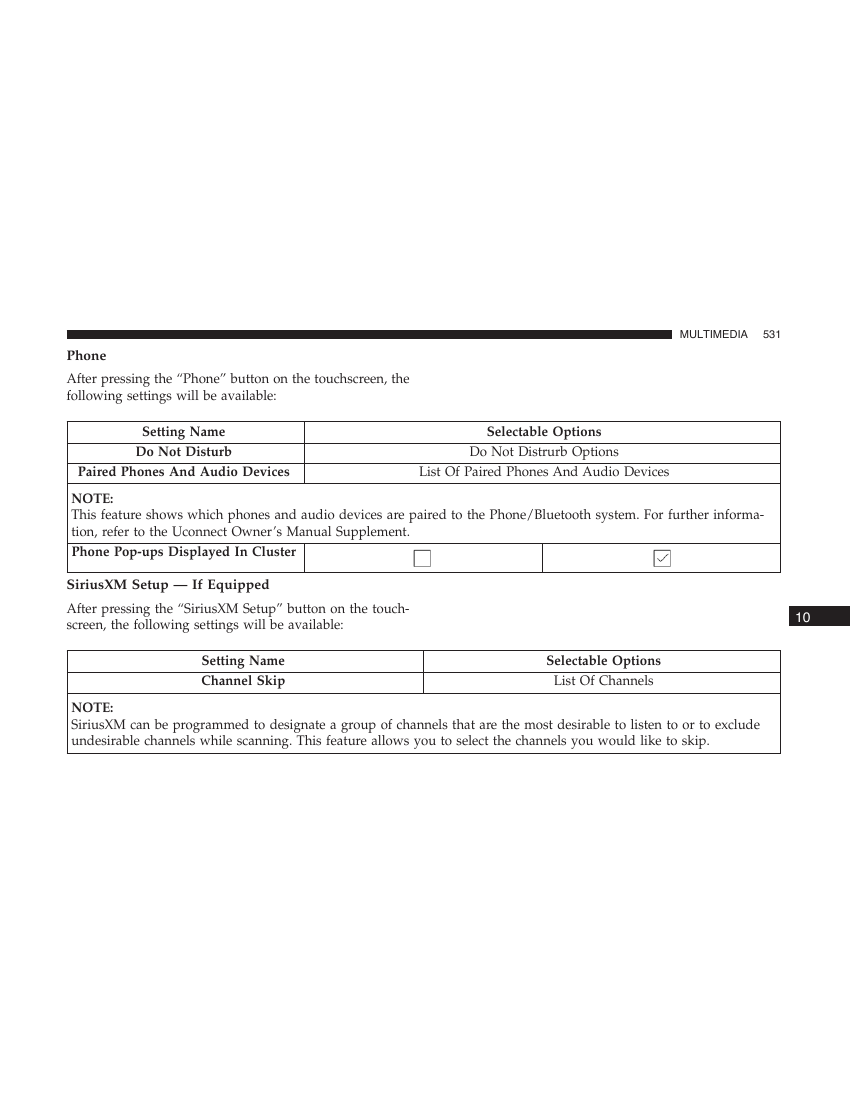 MULTIMEDIA 531
Phone
After pressing the “Phone” button on the touchscreen, the
following settings will be available:
Setting Name Selectable Options
Do Not Disturb Do Not Distrurb Options
Paired Phones And Audio Devices List Of Paired Phones And Audio Devices
NOTE:
This feature shows which phones and audio devices are paired to the Phone/Bluetooth system. For further informa-
tion, refer to the Uconnect Owner’s Manual Supplement.
Phone Pop-ups Displayed In Cluster
SiriusXM Setup — If Equipped
After pressing the “SiriusXM Setup” button on the touch-
screen, the following settings will be available:
10
Setting Name Selectable Options
Channel Skip List Of Channels
NOTE:
SiriusXM can be programmed to designate a group of channels that are the most desirable to listen to or to exclude
undesirable channels while scanning. This feature allows you to select the channels you would like to skip.